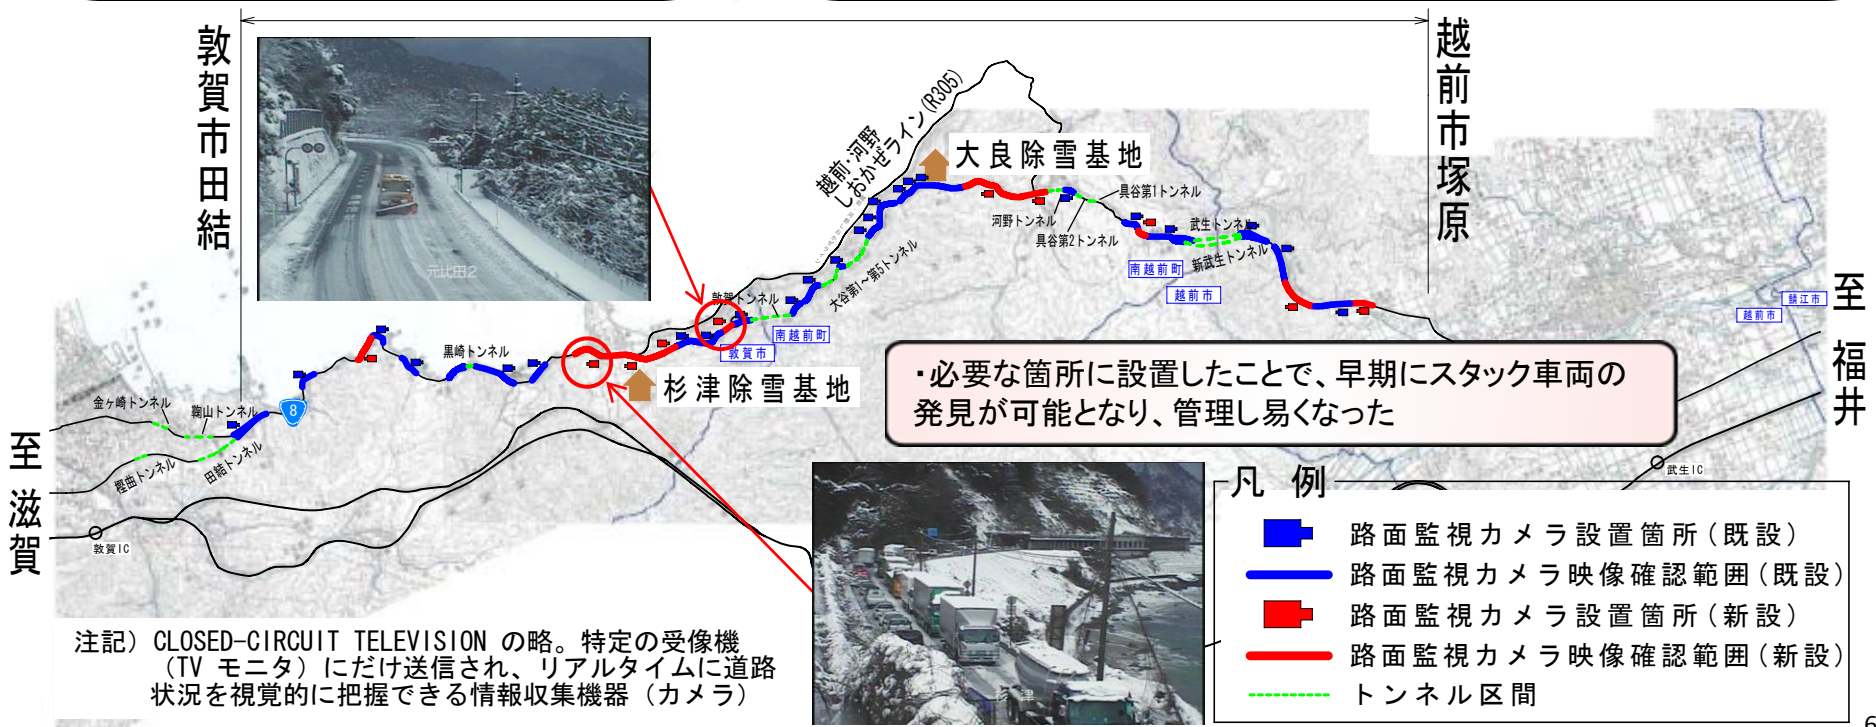 敦賀市田結
越前市塚原
元比田2
越前・河野
しおかぜライン(R305)
大良除雪基地
具谷第1トンネル
河野トンネル
具谷第2トンネル
武生トンネル
新武生トンネル
南越前町
越前市
大谷第1～第5トンネル
敦賀トンネル
南越前町
敦賀市
鯖江市
越前市
至 福井
黒崎トンネル
杉津除雪基地
・必要な箇所に設置したことで、早期にスタック車両の
発見が可能となり、管理し易くなった
金ヶ崎トンネル
鞠山トンネル
8
田結トンネル
樫曲トンネル
至 滋賀
敦賀IC
武生IC
杉津
凡例
路面監視カメラ設置箇所(既設)
路面監視カメラ映像確認範囲(既設)
路面監視カメラ設置箇所(新設)
路面監視カメラ映像確認範囲(新設)
トンネル区間
注記) CLOSED-CIRCUIT TELEVISION の略。特定の受像機
(TV モニタ) にだけ送信され、リアルタイムに道路
状況を視覚的に把握できる情報収集機器 (カメラ)
6